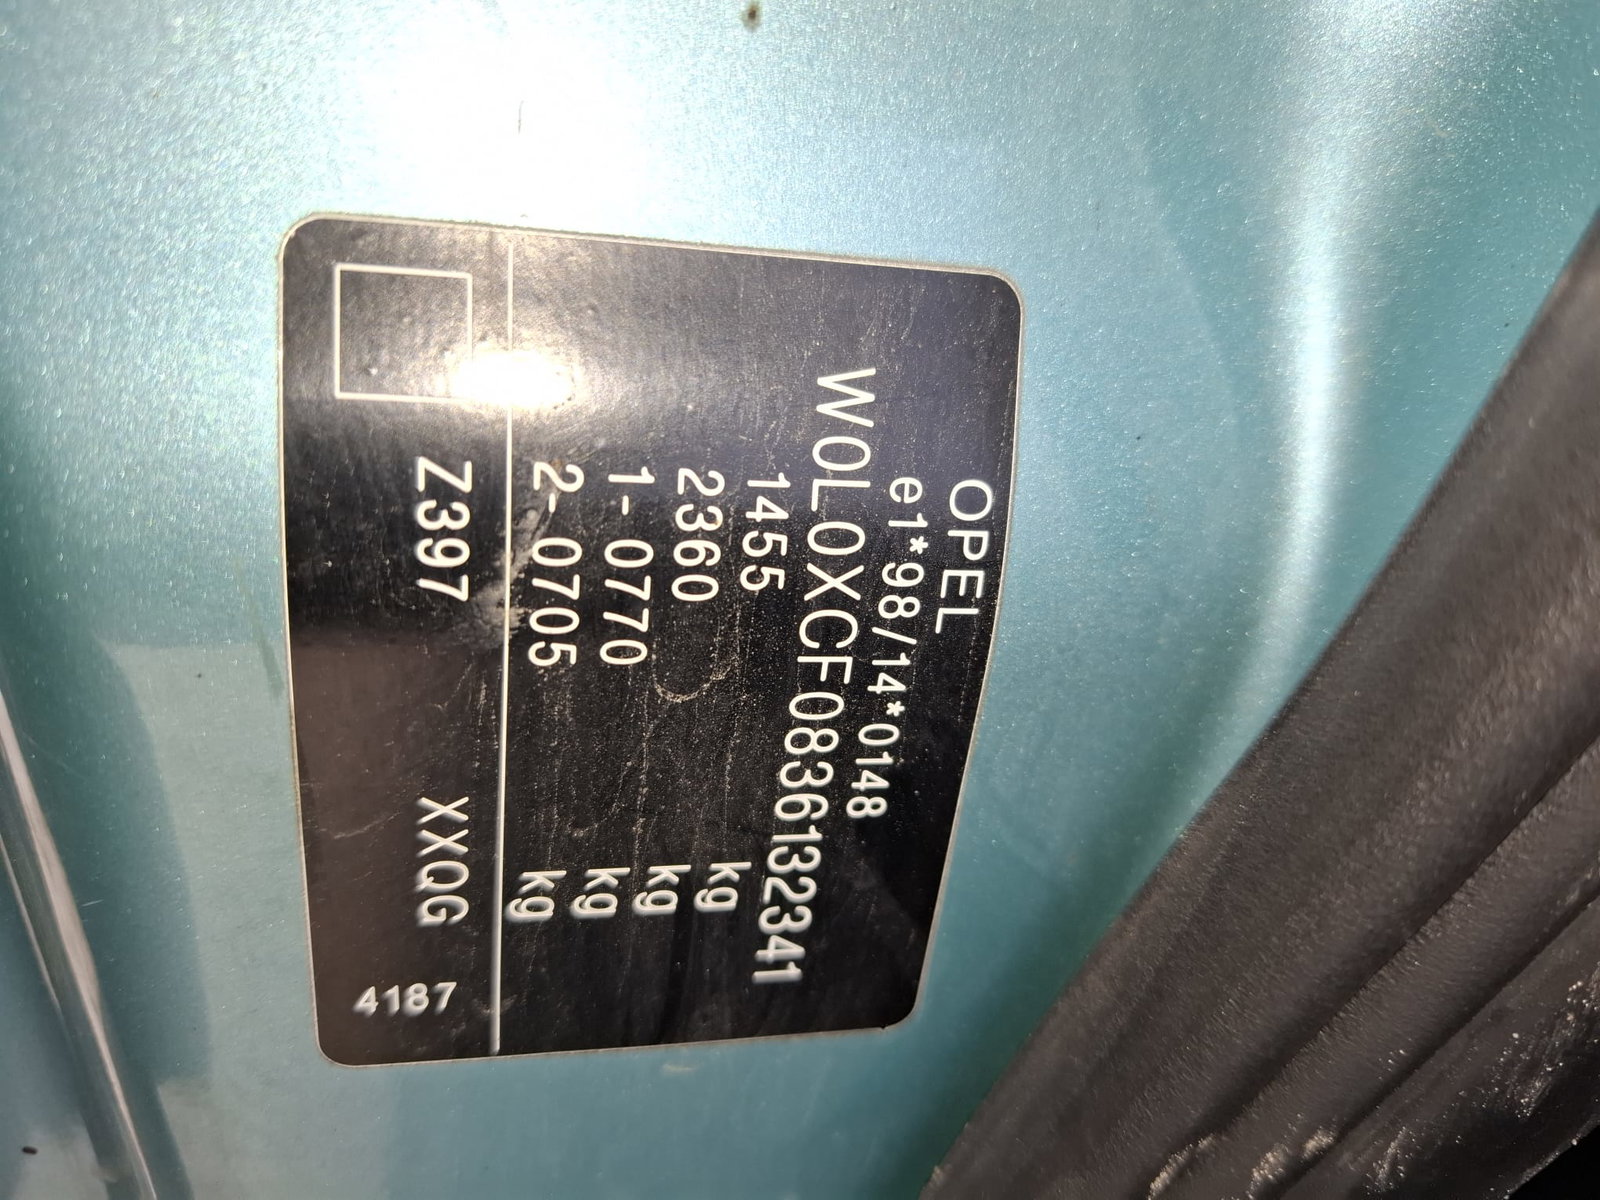 OPEL
e1*98/14*0148
W0L0XCF0836132341
1455 kg
2360 kg
1- 0770 kg
2- 0705 kg
Z397 XXQG
4187